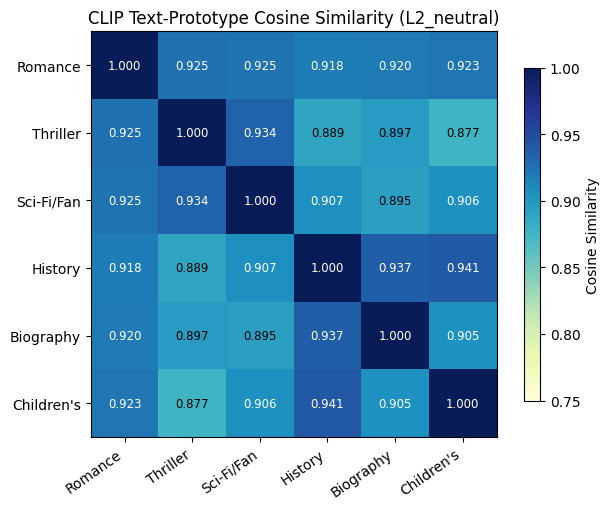 CLIP Text-Prototype Cosine Similarity (L2_neutral)
Romance 1.000 0.925 0.925 0.918 0.920 0.923
Thriller 0.925 1.000 0.934 0.889 0.897 0.877
Sci-Fi/Fan 0.925 0.934 1.000 0.907 0.895 0.906
History 0.918 0.889 0.907 1.000 0.937 0.941
Biography 0.920 0.897 0.895 0.937 1.000 0.905
Children's 0.923 0.877 0.906 0.941 0.905 1.000
Romance Thriller Sci-Fi/Fan History Biography Children's
1.00
0.95
0.90
0.85
0.80
0.75
Cosine Similarity